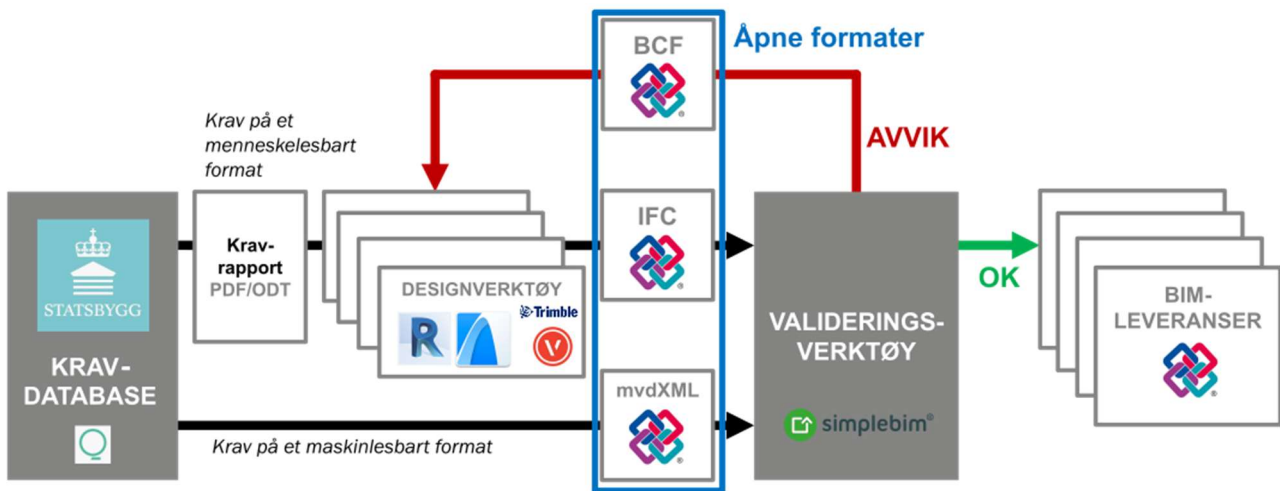 BCF
Åpne formater
Krav på et
menneskelesbart
format
AVVIK
STATSBYGG
KRAV-
DATABASE
Krav-
rapport
PDF/ODT
DESIGNVERKTØY
R
Trimble
V
IFC
VALIDERINGS-
VERKTØY
simplebim®
OK
BIM-
LEVERANSER
mvdXML
Krav på et maskinlesbart format